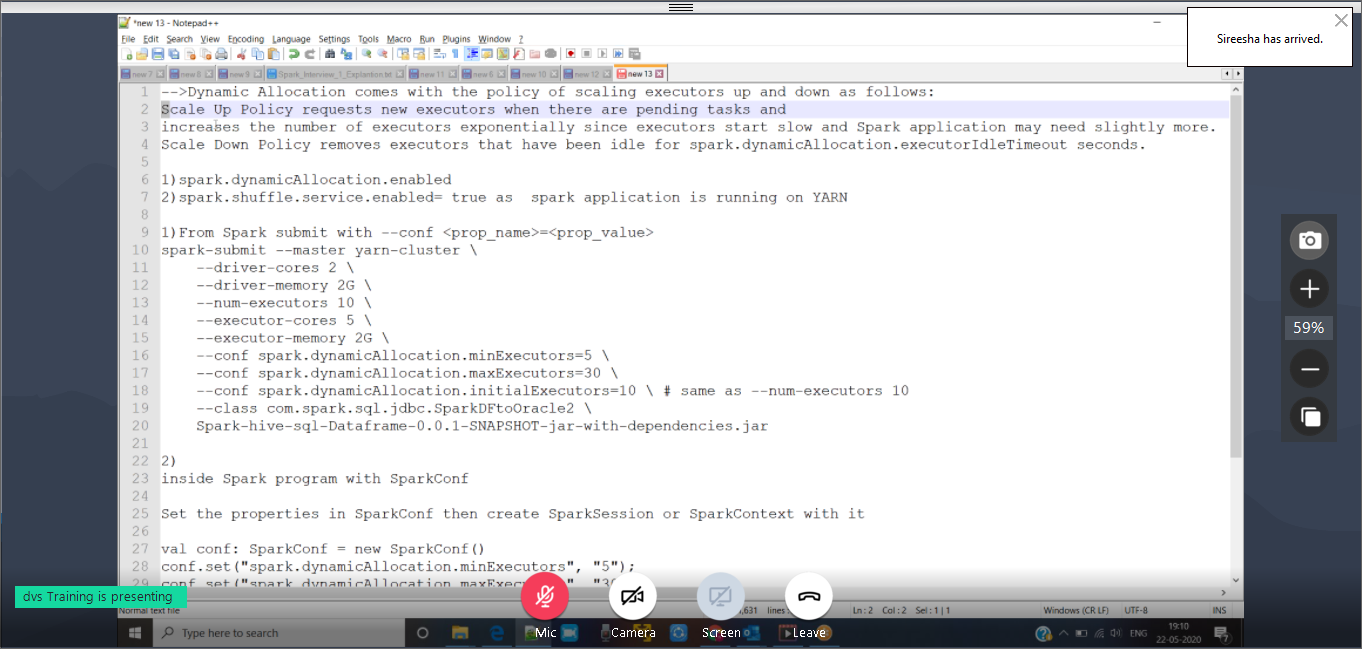 *new 13 - Notepad++
Sireesha has arrived.
File Edit Search View Encoding Language Settings Tools Macro Run Plugins Window ?
new 7 new 8 new 9 Spark_Interview_1_Explantion.txt new 11 new 6 new 10 new 12 new 13
1 -->Dynamic Allocation comes with the policy of scaling executors up and down as follows:
2 Scale Up Policy requests new executors when there are pending tasks and
3 increases the number of executors exponentially since executors start slow and Spark application may need slightly more.
4 Scale Down Policy removes executors that have been idle for spark.dynamicAllocation.executorIdleTimeout seconds.
5
6 1)spark.dynamicAllocation.enabled
7 2)spark.shuffle.service.enabled= true as  spark application is running on YARN
8
9 1)From Spark submit with --conf <prop_name>=<prop_value>
10 spark-submit --master yarn-cluster \
11     --driver-cores 2 \
12     --driver-memory 2G \
13     --num-executors 10 \
14     --executor-cores 5 \
15     --executor-memory 2G \
16     --conf spark.dynamicAllocation.minExecutors=5 \
17     --conf spark.dynamicAllocation.maxExecutors=30 \
18     --conf spark.dynamicAllocation.initialExecutors=10 \ # same as --num-executors 10
19     --class com.spark.sql.jdbc.SparkDFtoOracle2 \
20     Spark-hive-sql-Dataframe-0.0.1-SNAPSHOT-jar-with-dependencies.jar
21
22 2)
23 inside Spark program with SparkConf
24
25 Set the properties in SparkConf then create SparkSession or SparkContext with it
26
27 val conf: SparkConf = new SparkConf()
28 conf.set("spark.dynamicAllocation.minExecutors", "5");
29 conf.set("spark.dynamicAllocation.maxExec
59%
dvs Training is presenting
Normal text file ,631 lines Ln : 2 Col : 2 Sel : 1 | 1 Windows (CR LF) UTF-8 INS
Mic Camera Screen Leave
Type here to search
ENG 19:10
22-05-2020
7